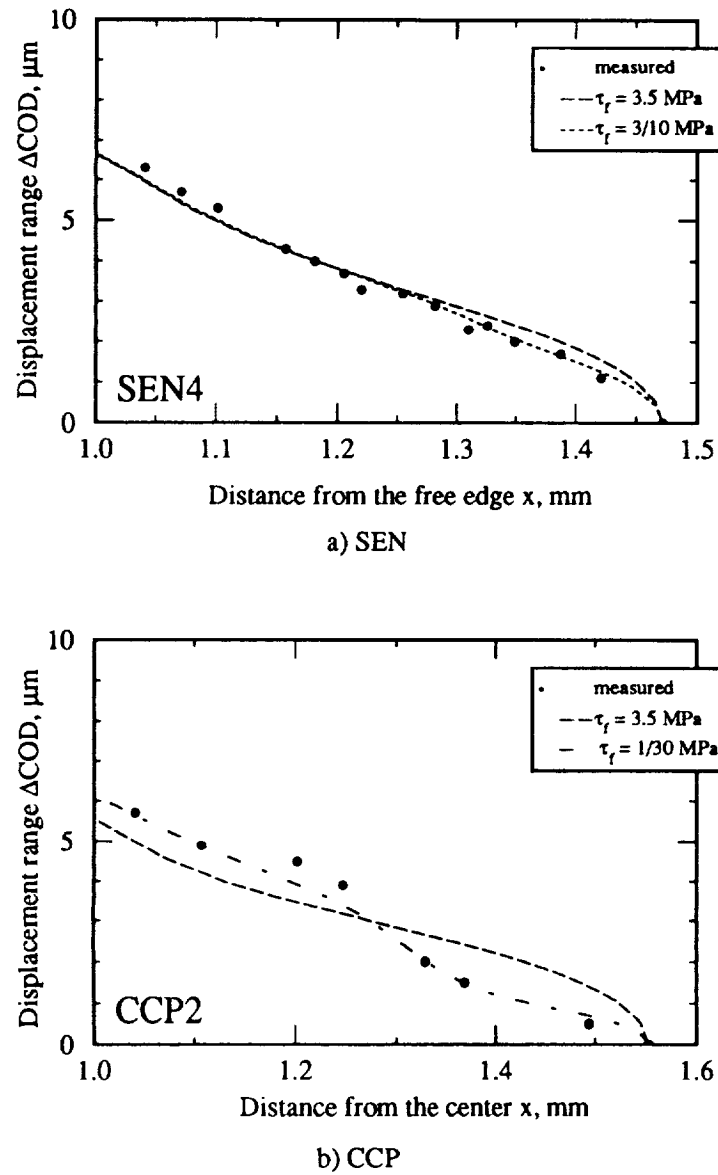 10
5
0
Displacement range ΔCOD, μm
measured
τf = 3.5 MPa
τf = 3/10 MPa
SEN4
1.0 1.1 1.2 1.3 1.4 1.5
Distance from the free edge x, mm
a) SEN
10
5
0
Displacement range ΔCOD, μm
measured
τf = 3.5 MPa
τf = 1/30 MPa
CCP2
1.0 1.2 1.4 1.6
Distance from the center x, mm
b) CCP